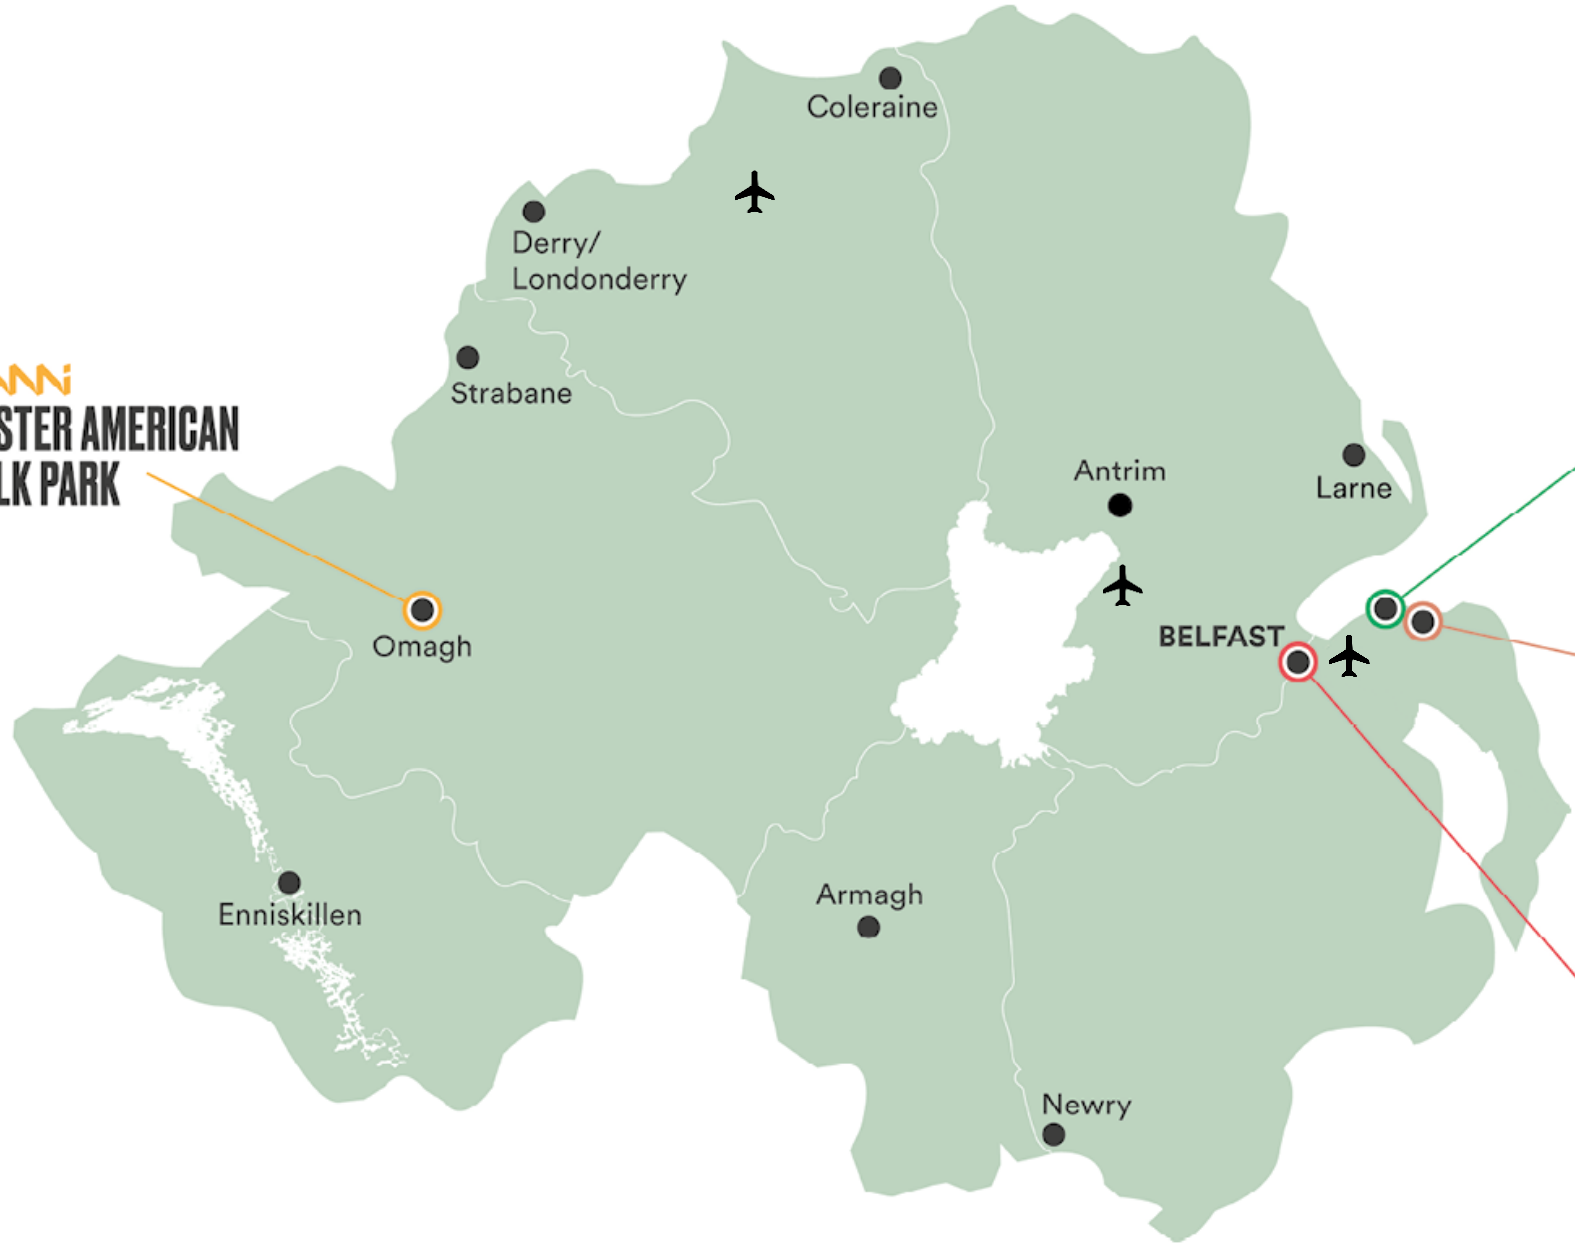 Coleraine
Derry/
Londonderry
Strabane
STER AMERICAN
LK PARK
Antrim
Larne
Omagh
BELFAST
Enniskillen
Armagh
Newry